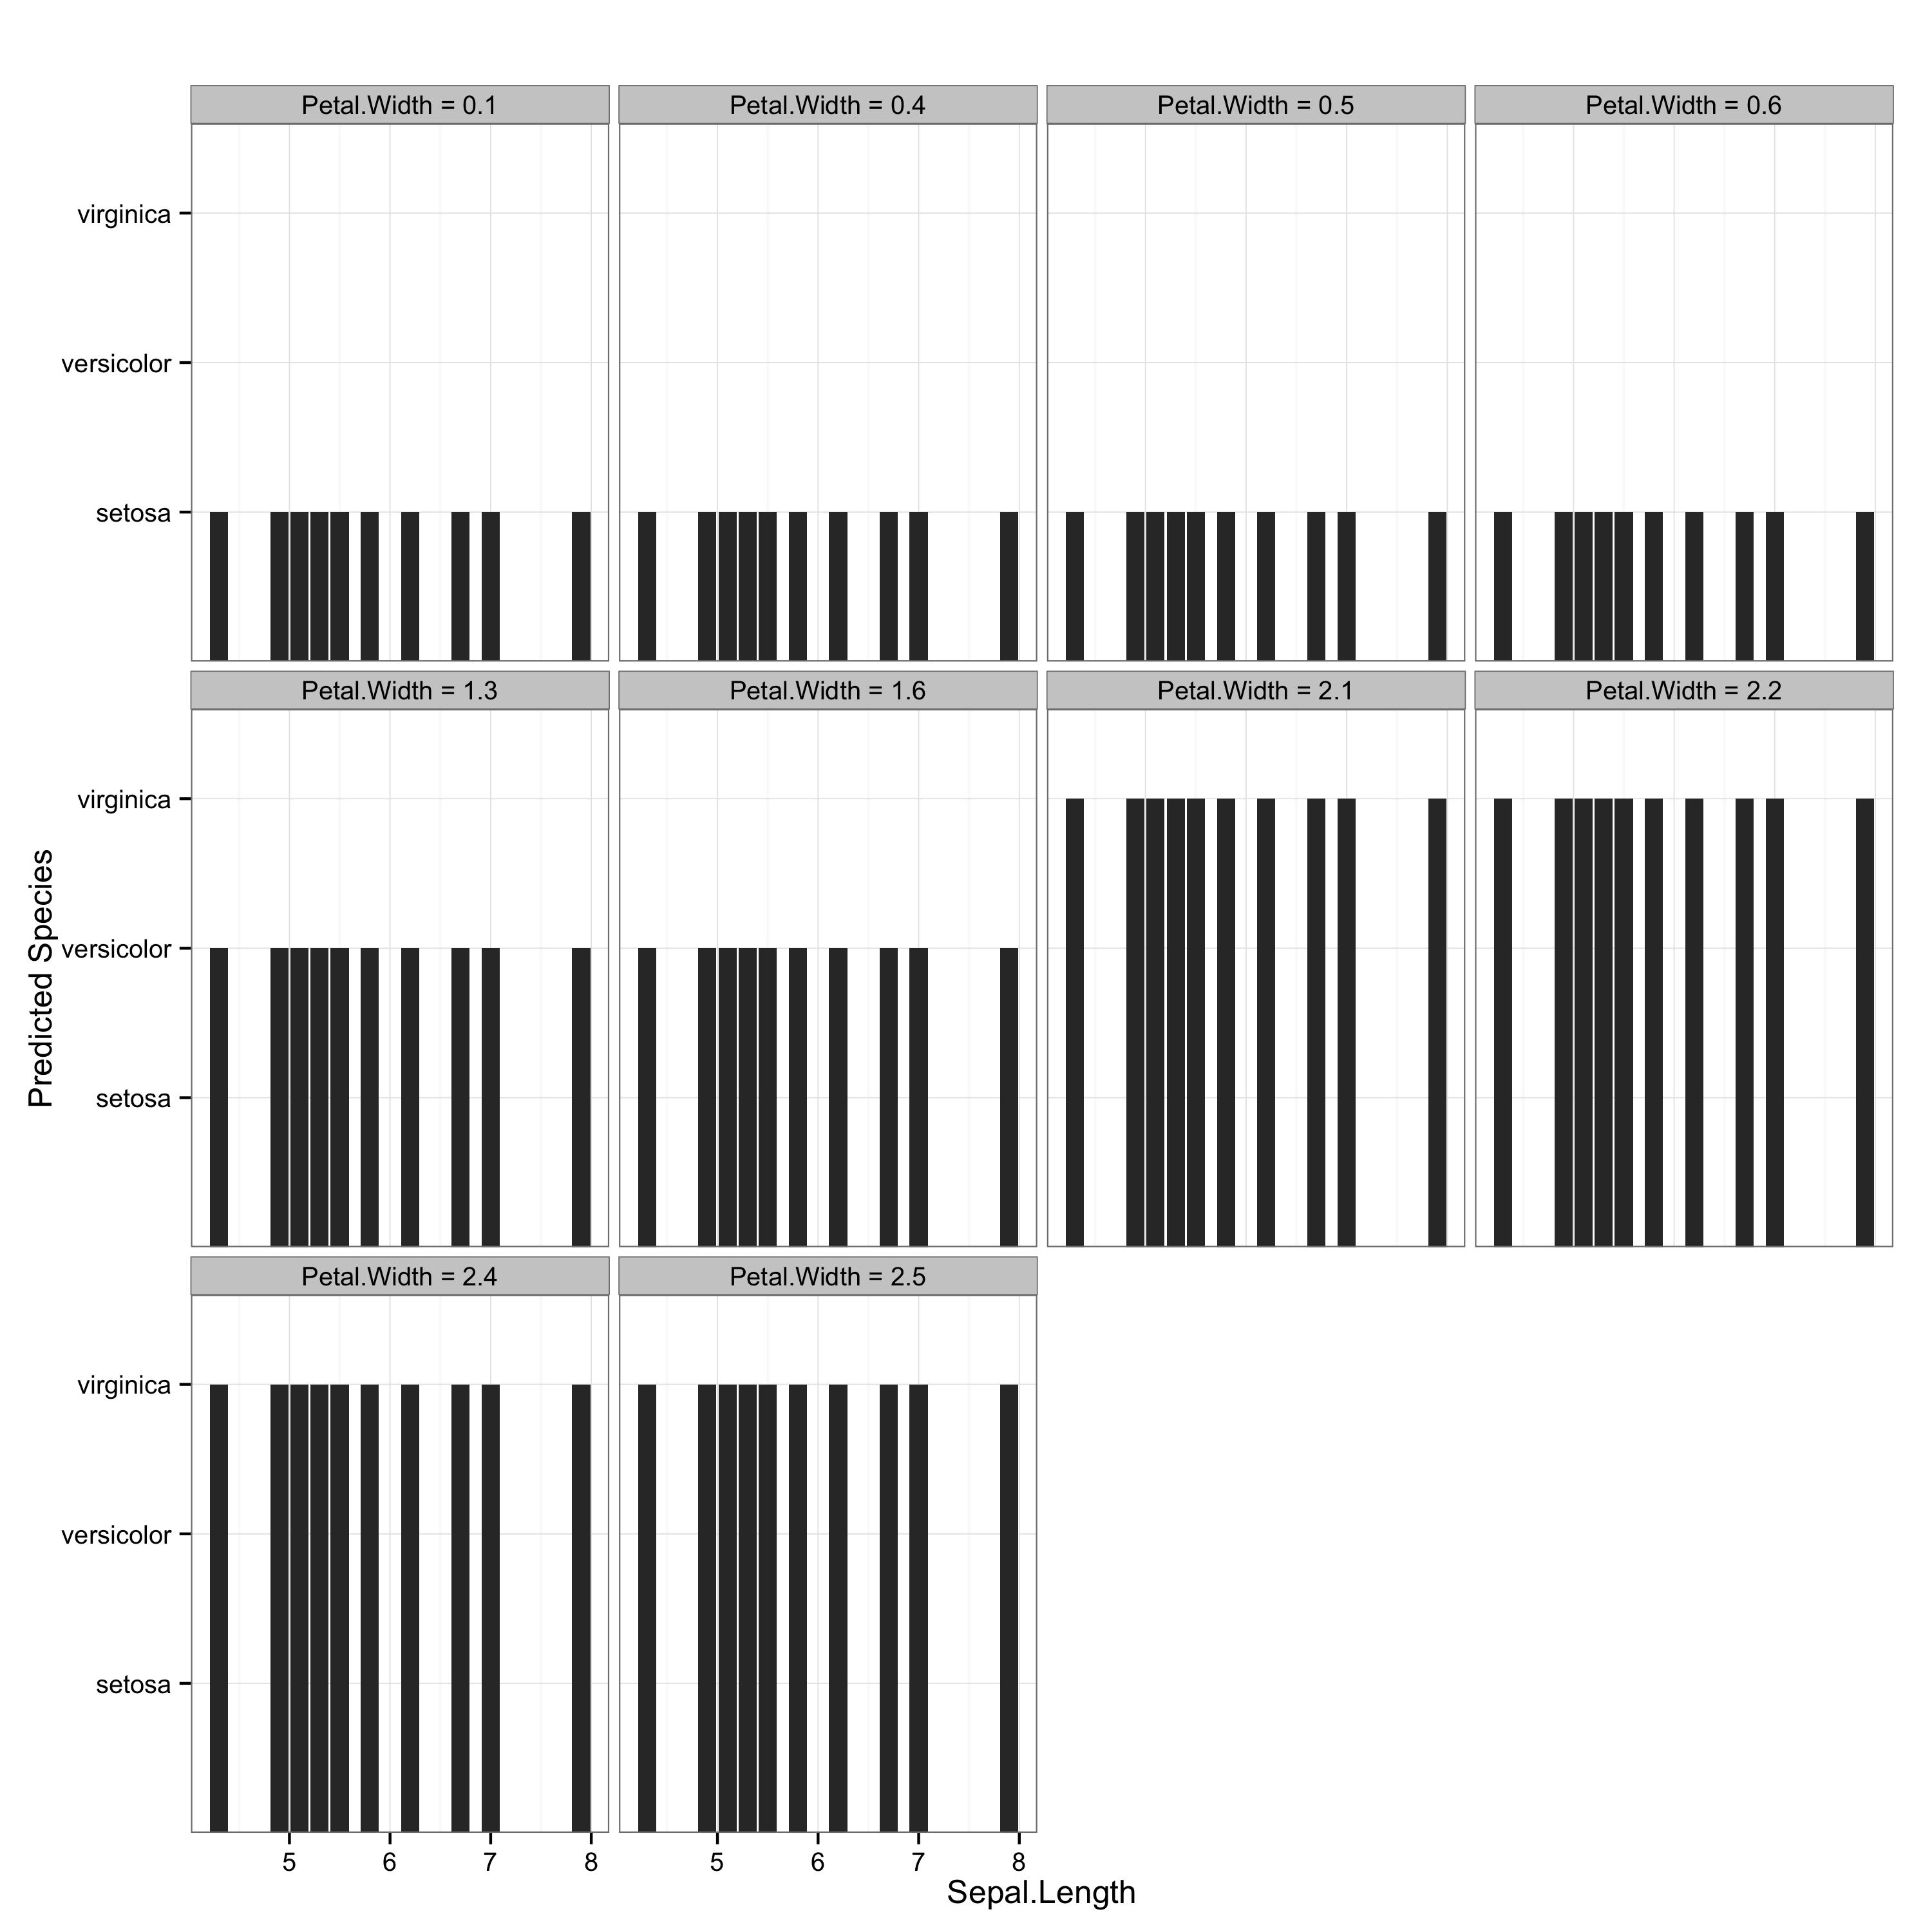 Petal.Width = 0.1
Petal.Width = 0.4
Petal.Width = 0.5
Petal.Width = 0.6
virginica
versicolor
setosa
Petal.Width = 1.3
Petal.Width = 1.6
Petal.Width = 2.1
Petal.Width = 2.2
virginica
versicolor
setosa
Predicted Species
Petal.Width = 2.4
Petal.Width = 2.5
virginica
versicolor
setosa
5 6 7 8
5 6 7 8
Sepal.Length